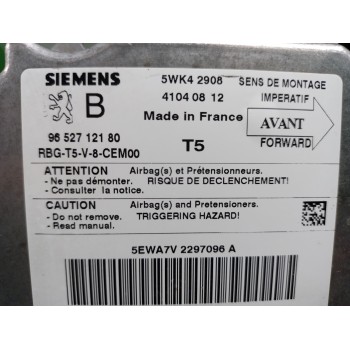 SIEMENS
5WK4 2908
SENS DE MONTAGE
B
4104 08 12
IMPERATIF
Made in France
AVANT
96 527 121 80
T5
FORWARD
RBG-T5-V-8-CEM00
ATTENTION Airbag(s) et Prétensionneurs.
- Ne pas démonter. RISQUE DE DECLENCHEMENT!
- Consulter la notice.
CAUTION Airbag(s) and Pretensioners.
- Do not remove. TRIGGERING HAZARD!
- Read manual.
5EWA7V 2297096 A